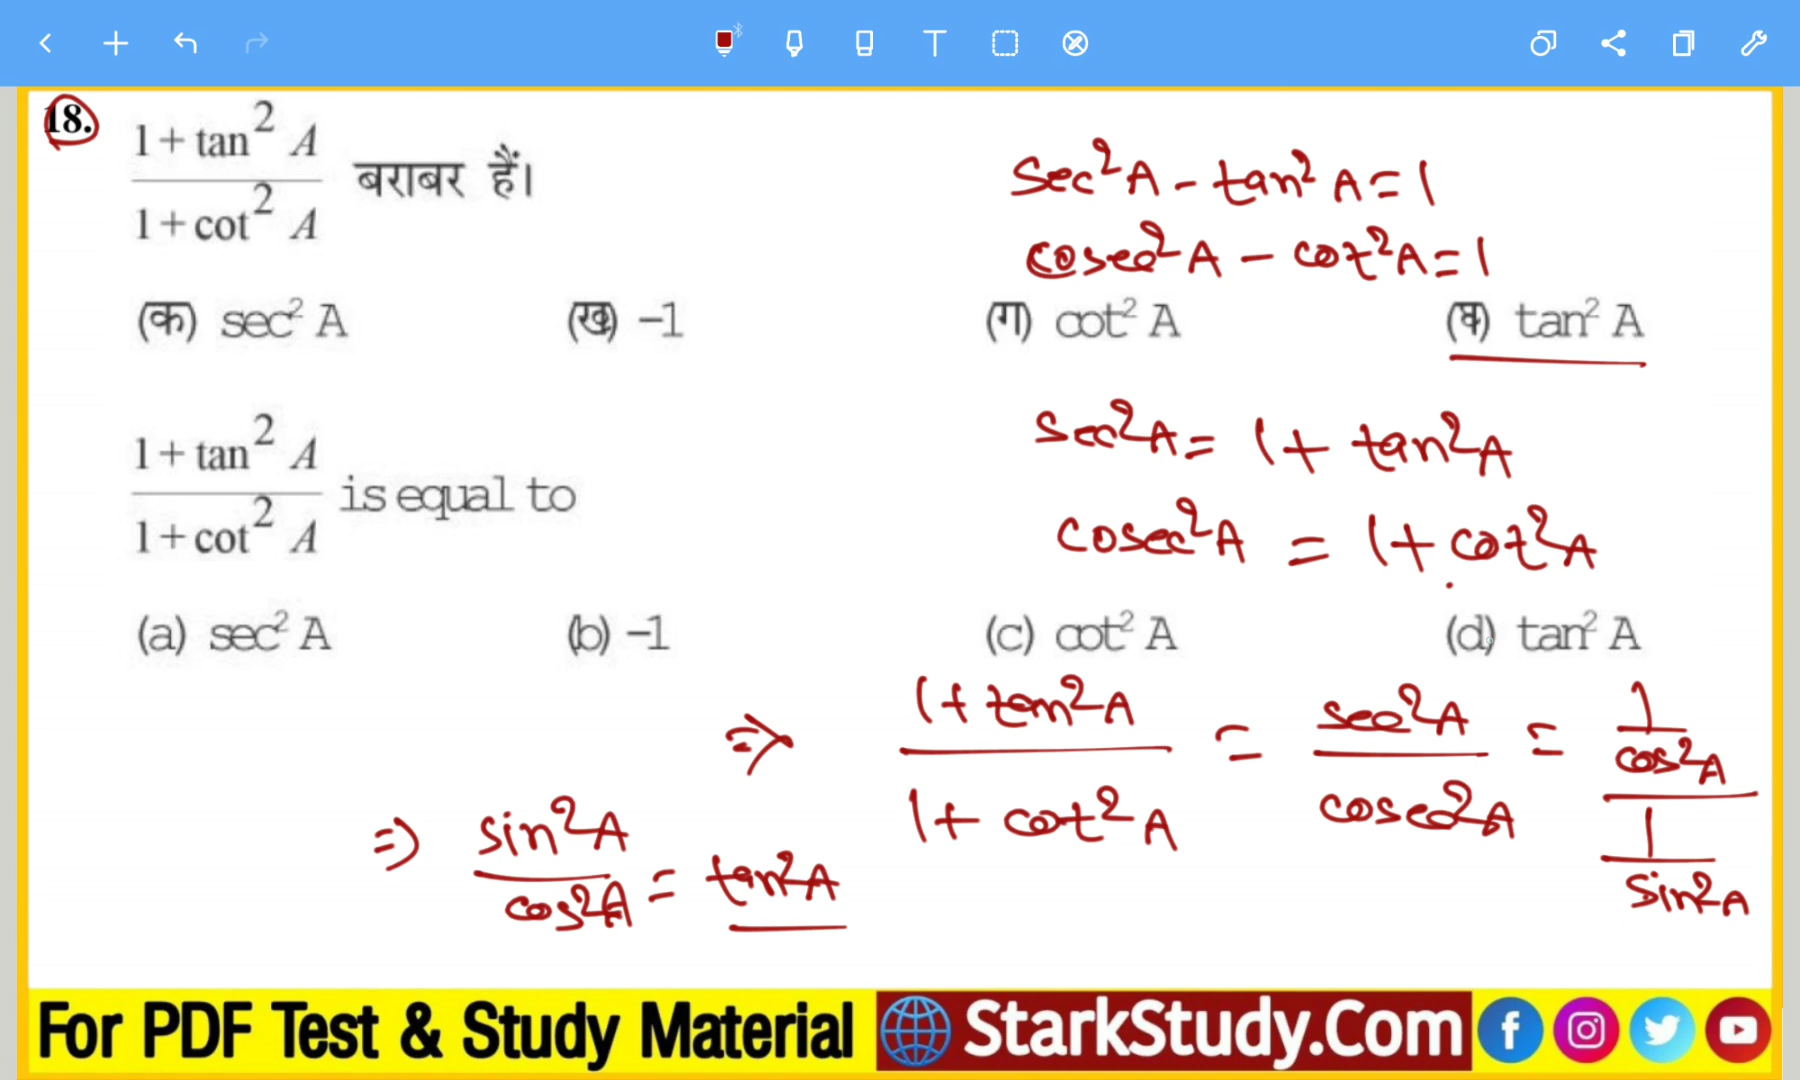 18. (1 + tan² A) / (1 + cot² A) बराबर हैं।
sec²A - tan²A = 1
cosec²A - cot²A = 1
(क) sec² A (ख) -1 (ग) cot² A (घ) tan² A
sec²A = 1 + tan²A
(1 + tan² A) / (1 + cot² A) is equal to
cosec²A = 1 + cot²A
(a) sec² A (b) -1 (c) cot² A (d) tan² A
⇒ (1 + tan²A) / (1 + cot²A) = sec²A / cosec²A = (1 / cos²A) / (1 / sin²A)
⇒ sin²A / cos²A = tan²A
For PDF Test & Study Material StarkStudy.Com